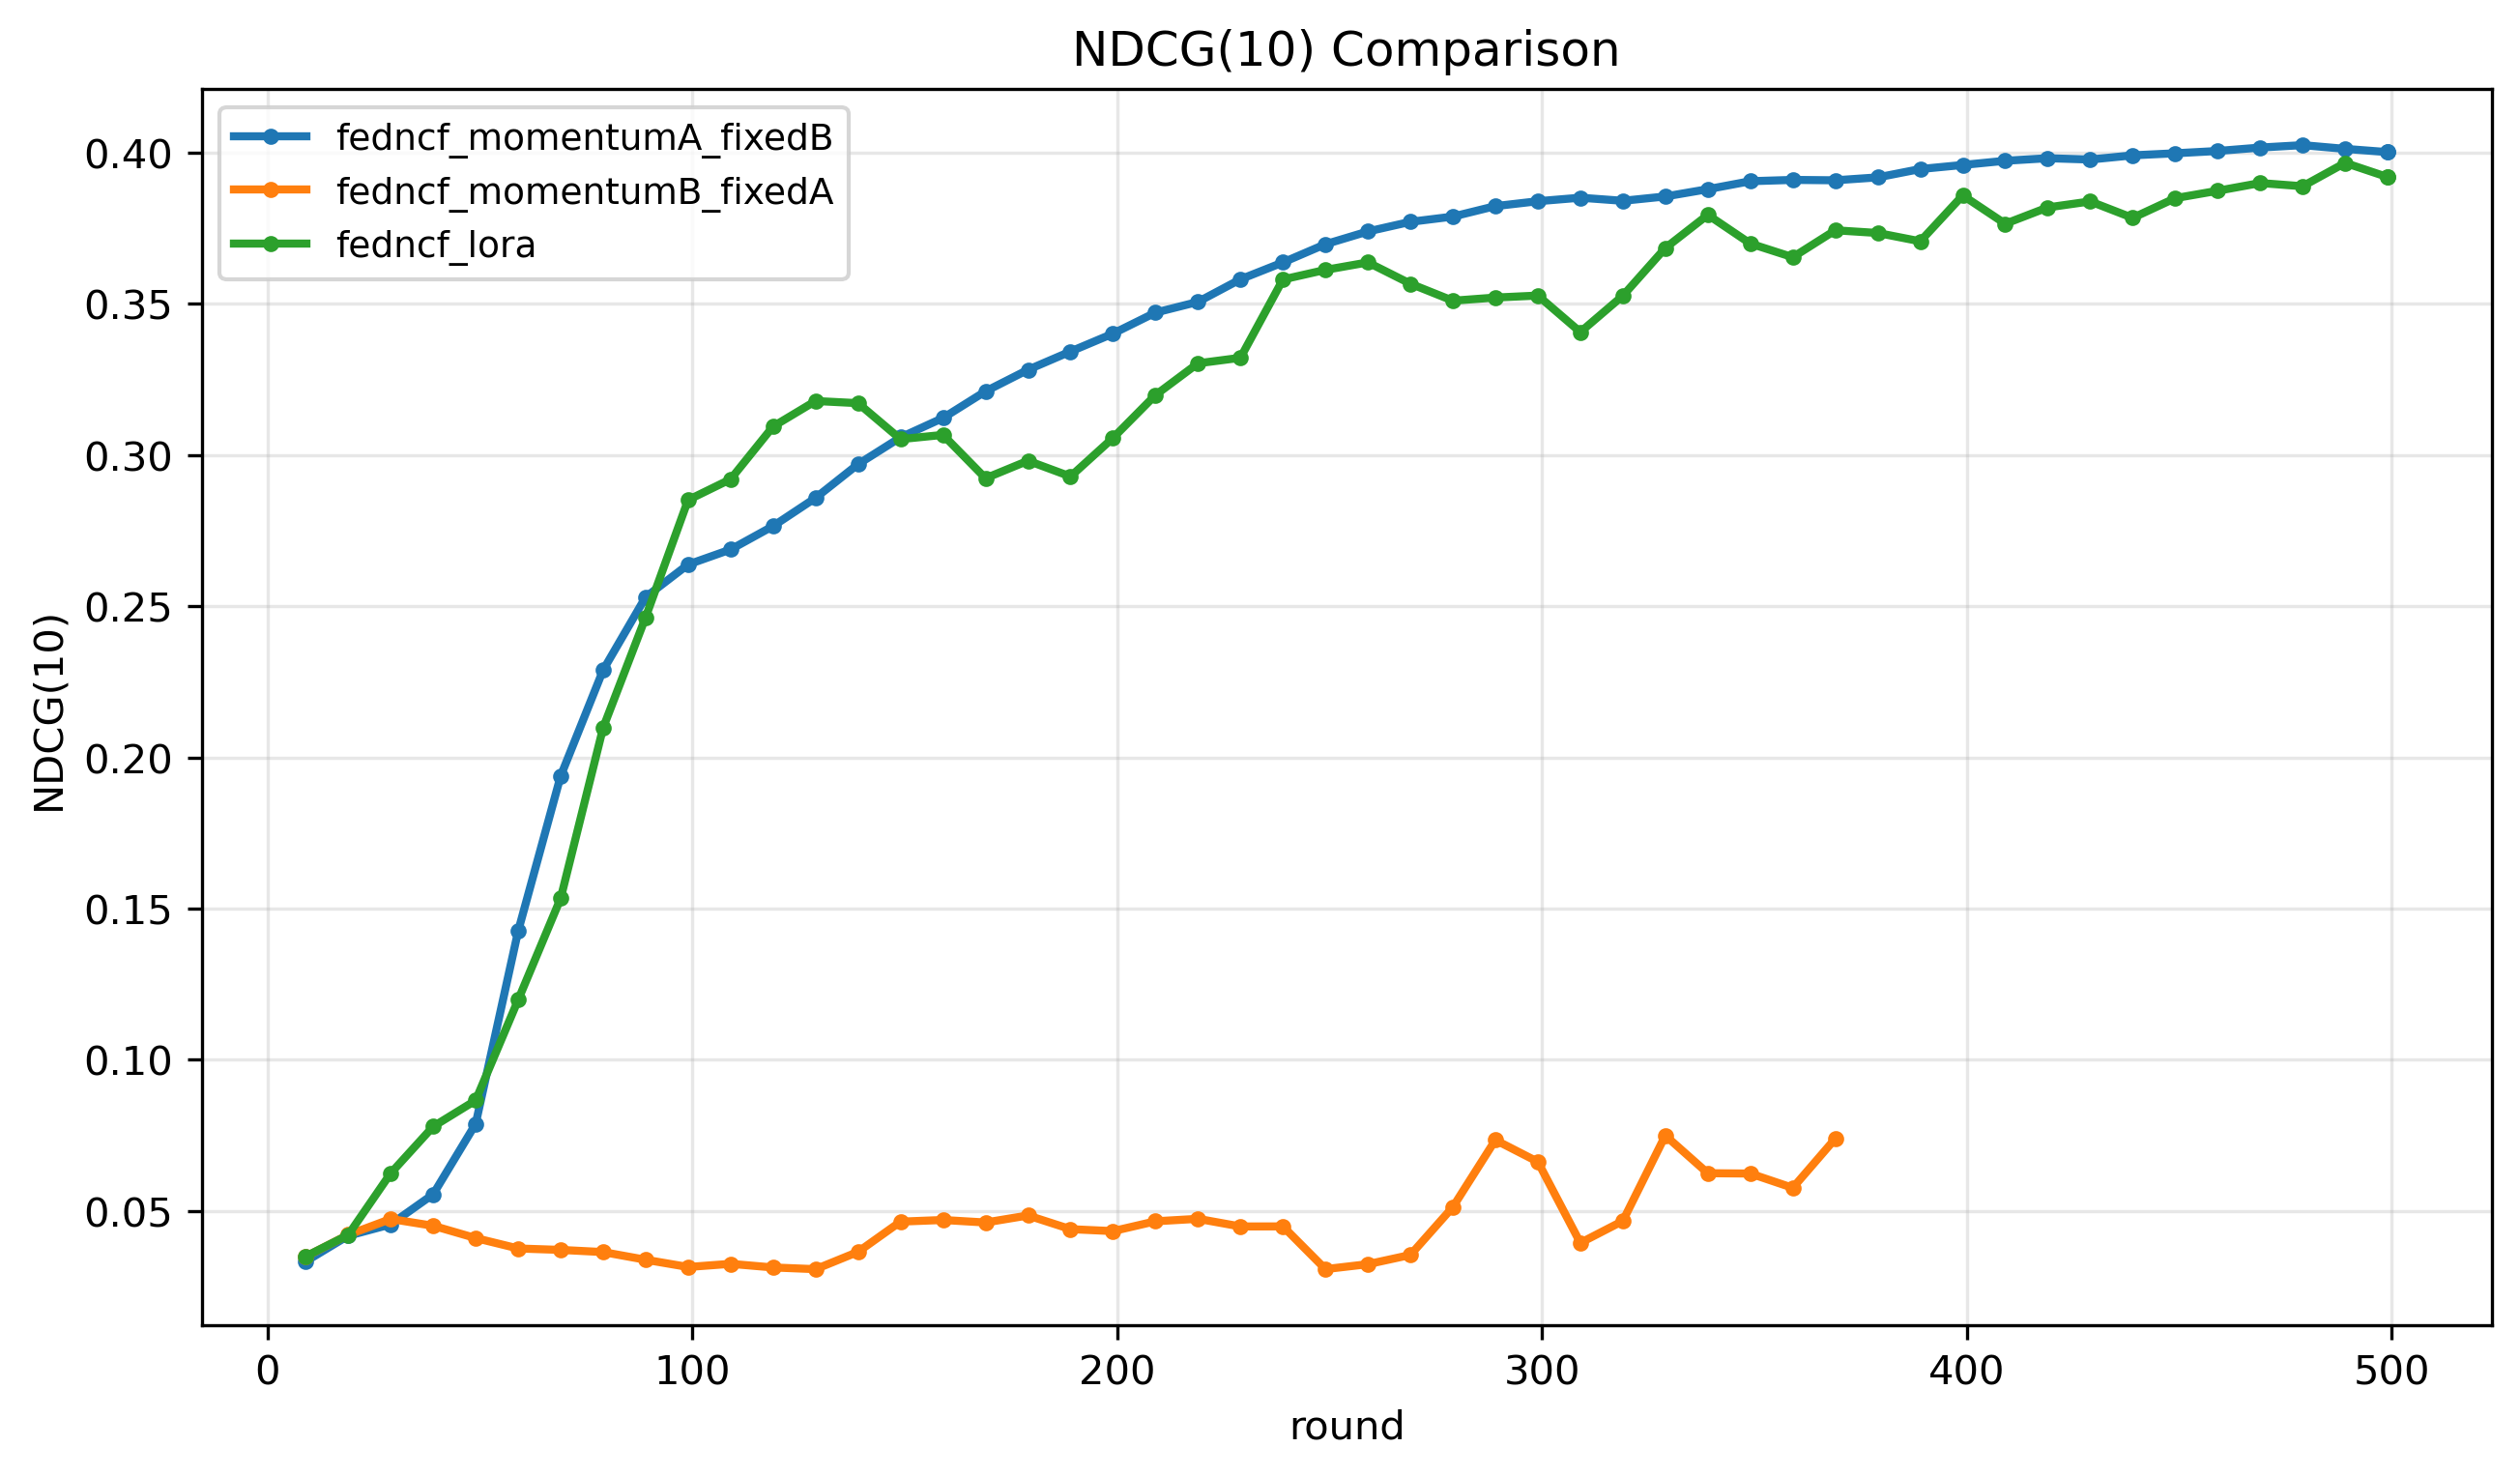 NDCG(10) Comparison
fedncf_momentumA_fixedB
fedncf_momentumB_fixedA
fedncf_lora
NDCG(10)
0.40
0.35
0.30
0.25
0.20
0.15
0.10
0.05
0 100 200 300 400 500
round